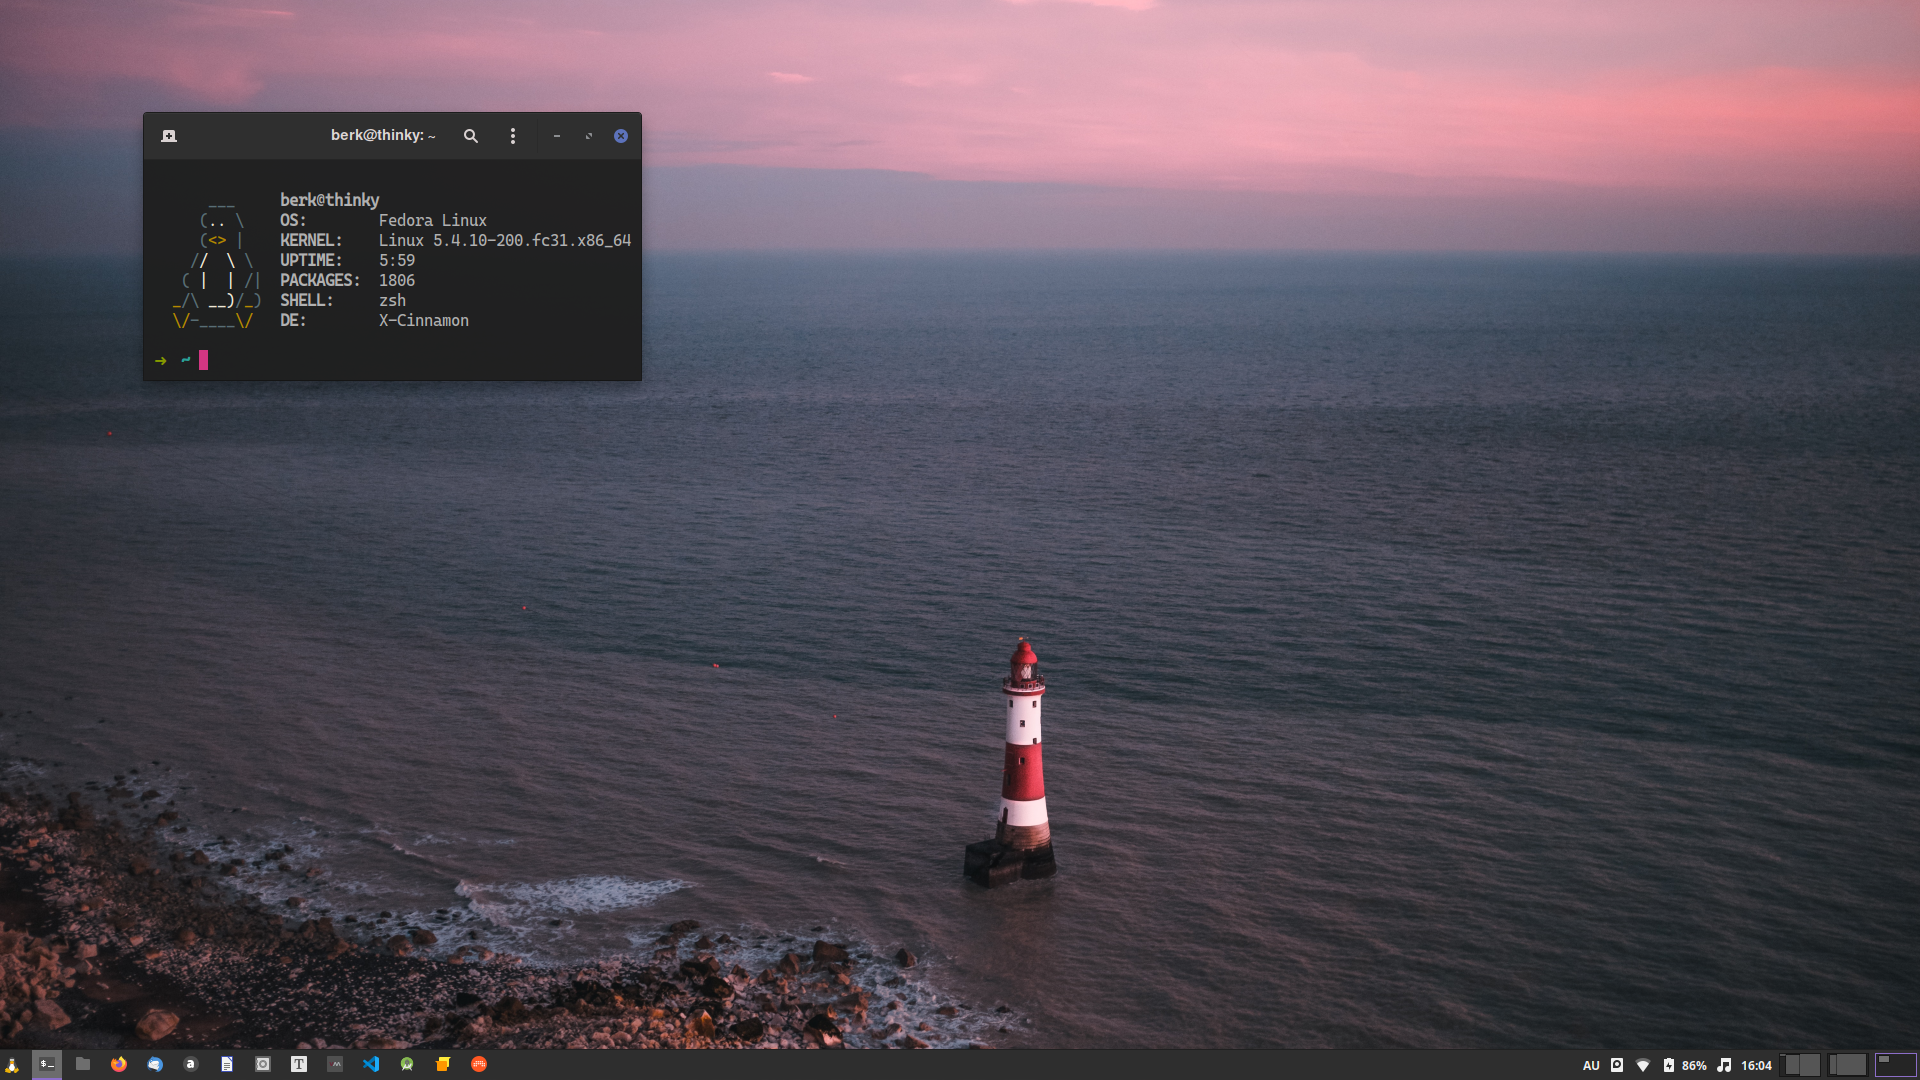 berk@thinky: ~
berk@thinky
OS: Fedora Linux
KERNEL: Linux 5.4.10-200.fc31.x86_64
UPTIME: 5:59
PACKAGES: 1806
SHELL: zsh
DE: X-Cinnamon
➜ ~
AU 86% 16:04